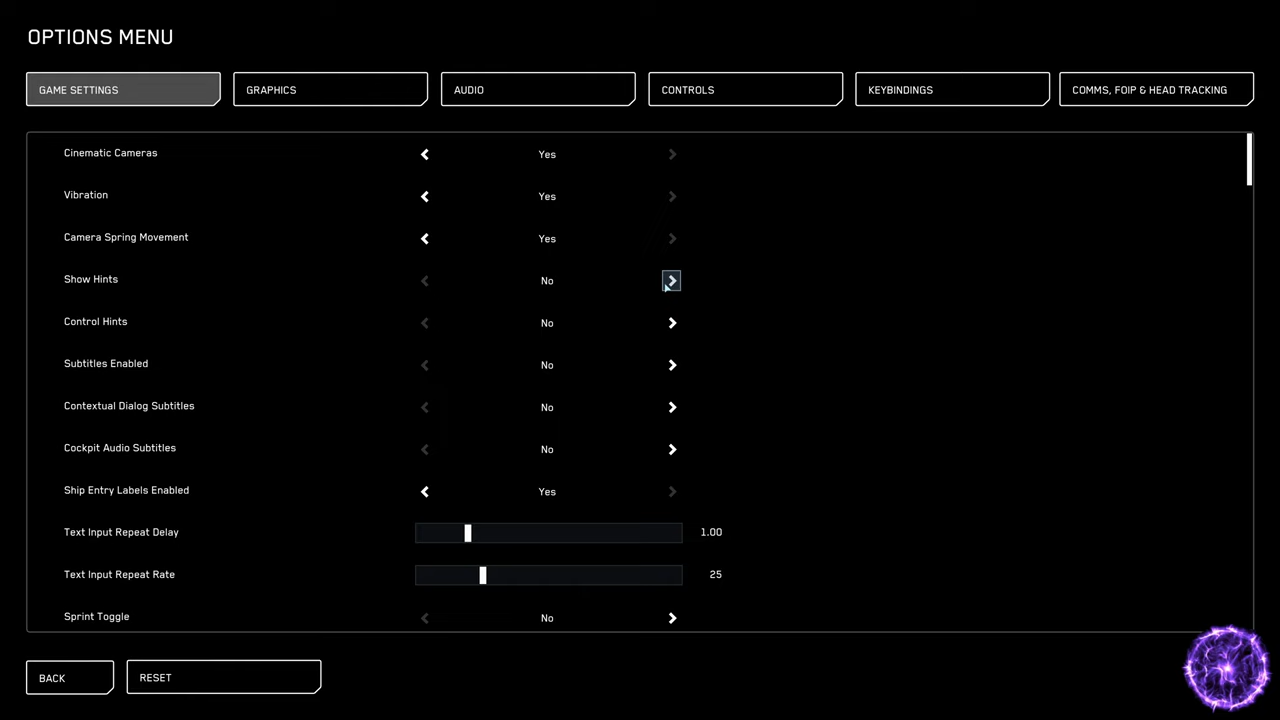 OPTIONS MENU
GAME SETTINGS GRAPHICS AUDIO CONTROLS KEYBINDINGS COMMS, FOIP & HEAD TRACKING
Cinematic Cameras Yes
Vibration Yes
Camera Spring Movement Yes
Show Hints No
Control Hints No
Subtitles Enabled No
Contextual Dialog Subtitles No
Cockpit Audio Subtitles No
Ship Entry Labels Enabled Yes
Text Input Repeat Delay 1.00
Text Input Repeat Rate 25
Sprint Toggle No
BACK RESET